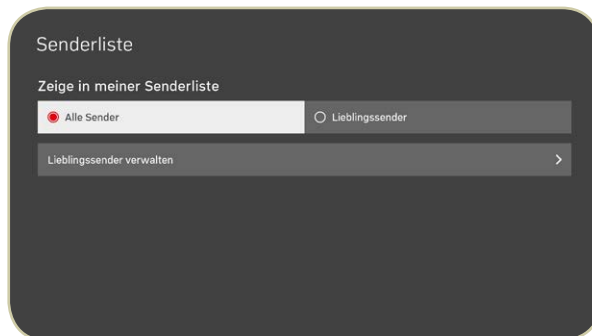 Senderliste
Zeige in meiner Senderliste
Alle Sender
Lieblingssender
Lieblingssender verwalten